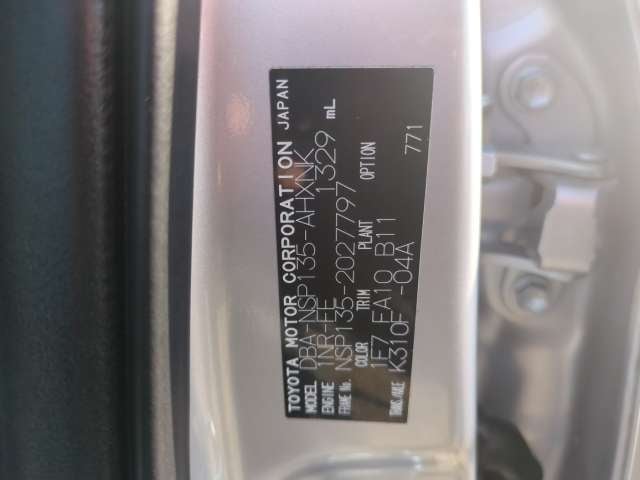 TOYOTA MOTOR CORPORATION JAPAN
MODEL DBA-NSP135-AHXNK
ENGINE 1NR-FE 1329 mL
FRAME No. NSP135-2027797
COLOR TRIM PLANT OPTION
1F7 FA10 B11 771
TRANS./AXLE K310F -04A